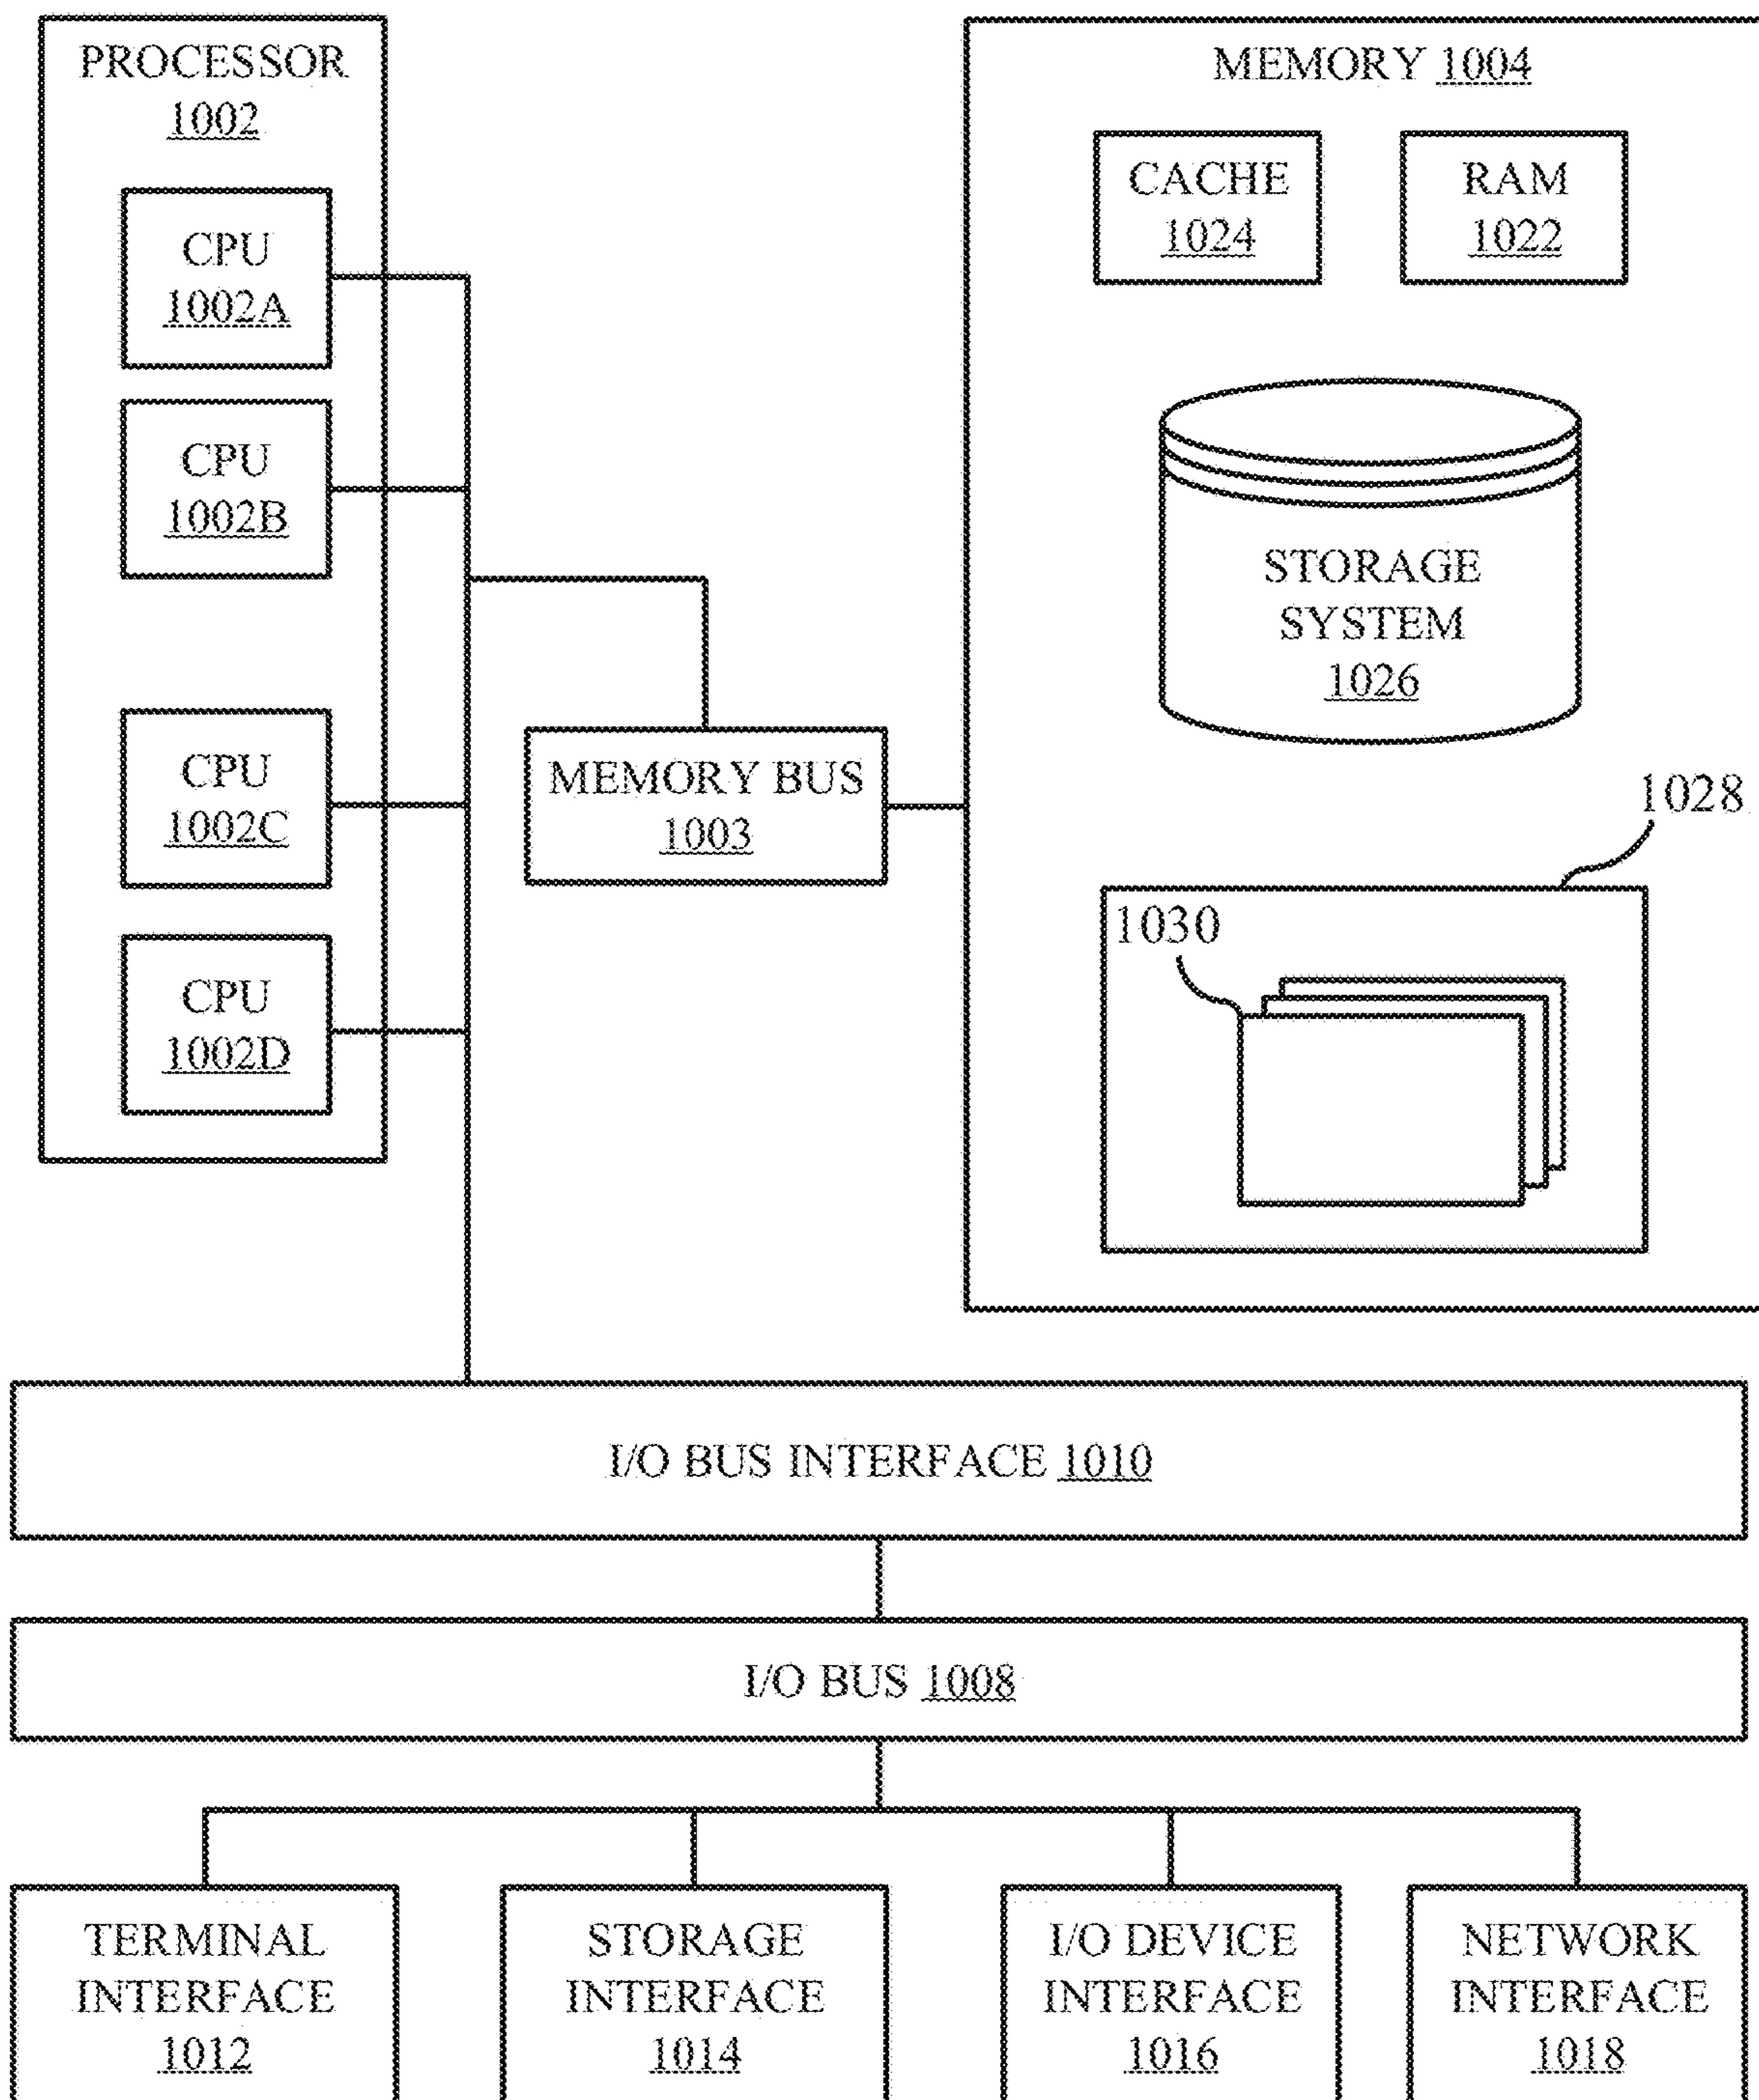 PROCESSOR
1002
CPU
1002A
CPU
1002B
CPU
1002C
CPU
1002D
MEMORY BUS
1003
MEMORY 1004
CACHE
1024
RAM
1022
STORAGE
SYSTEM
1026
1028
1030
I/O BUS INTERFACE 1010
I/O BUS 1008
TERMINAL
INTERFACE
1012
STORAGE
INTERFACE
1014
I/O DEVICE
INTERFACE
1016
NETWORK
INTERFACE
1018